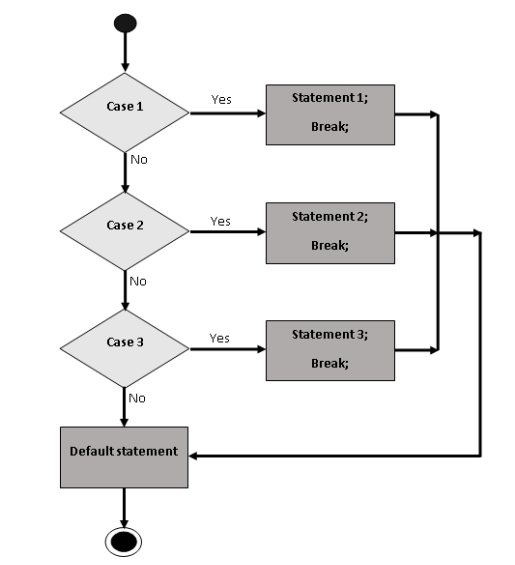 Case 1
Yes
Statement 1;
Break;
No
Case 2
Yes
Statement 2;
Break;
No
Case 3
Yes
Statement 3;
Break;
No
Default statement